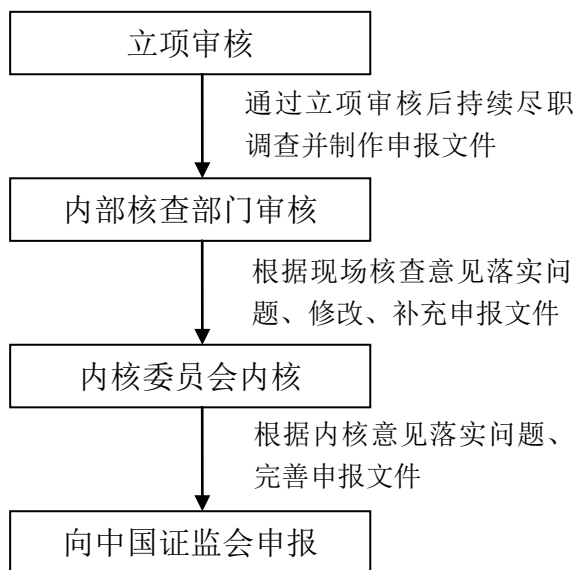 立项审核
通过立项审核后持续尽职
调查并制作申报文件
内部核查部门审核
根据现场核查意见落实问
题、修改、补充申报文件
内核委员会内核
根据内核意见落实问题、
完善申报文件
向中国证监会申报